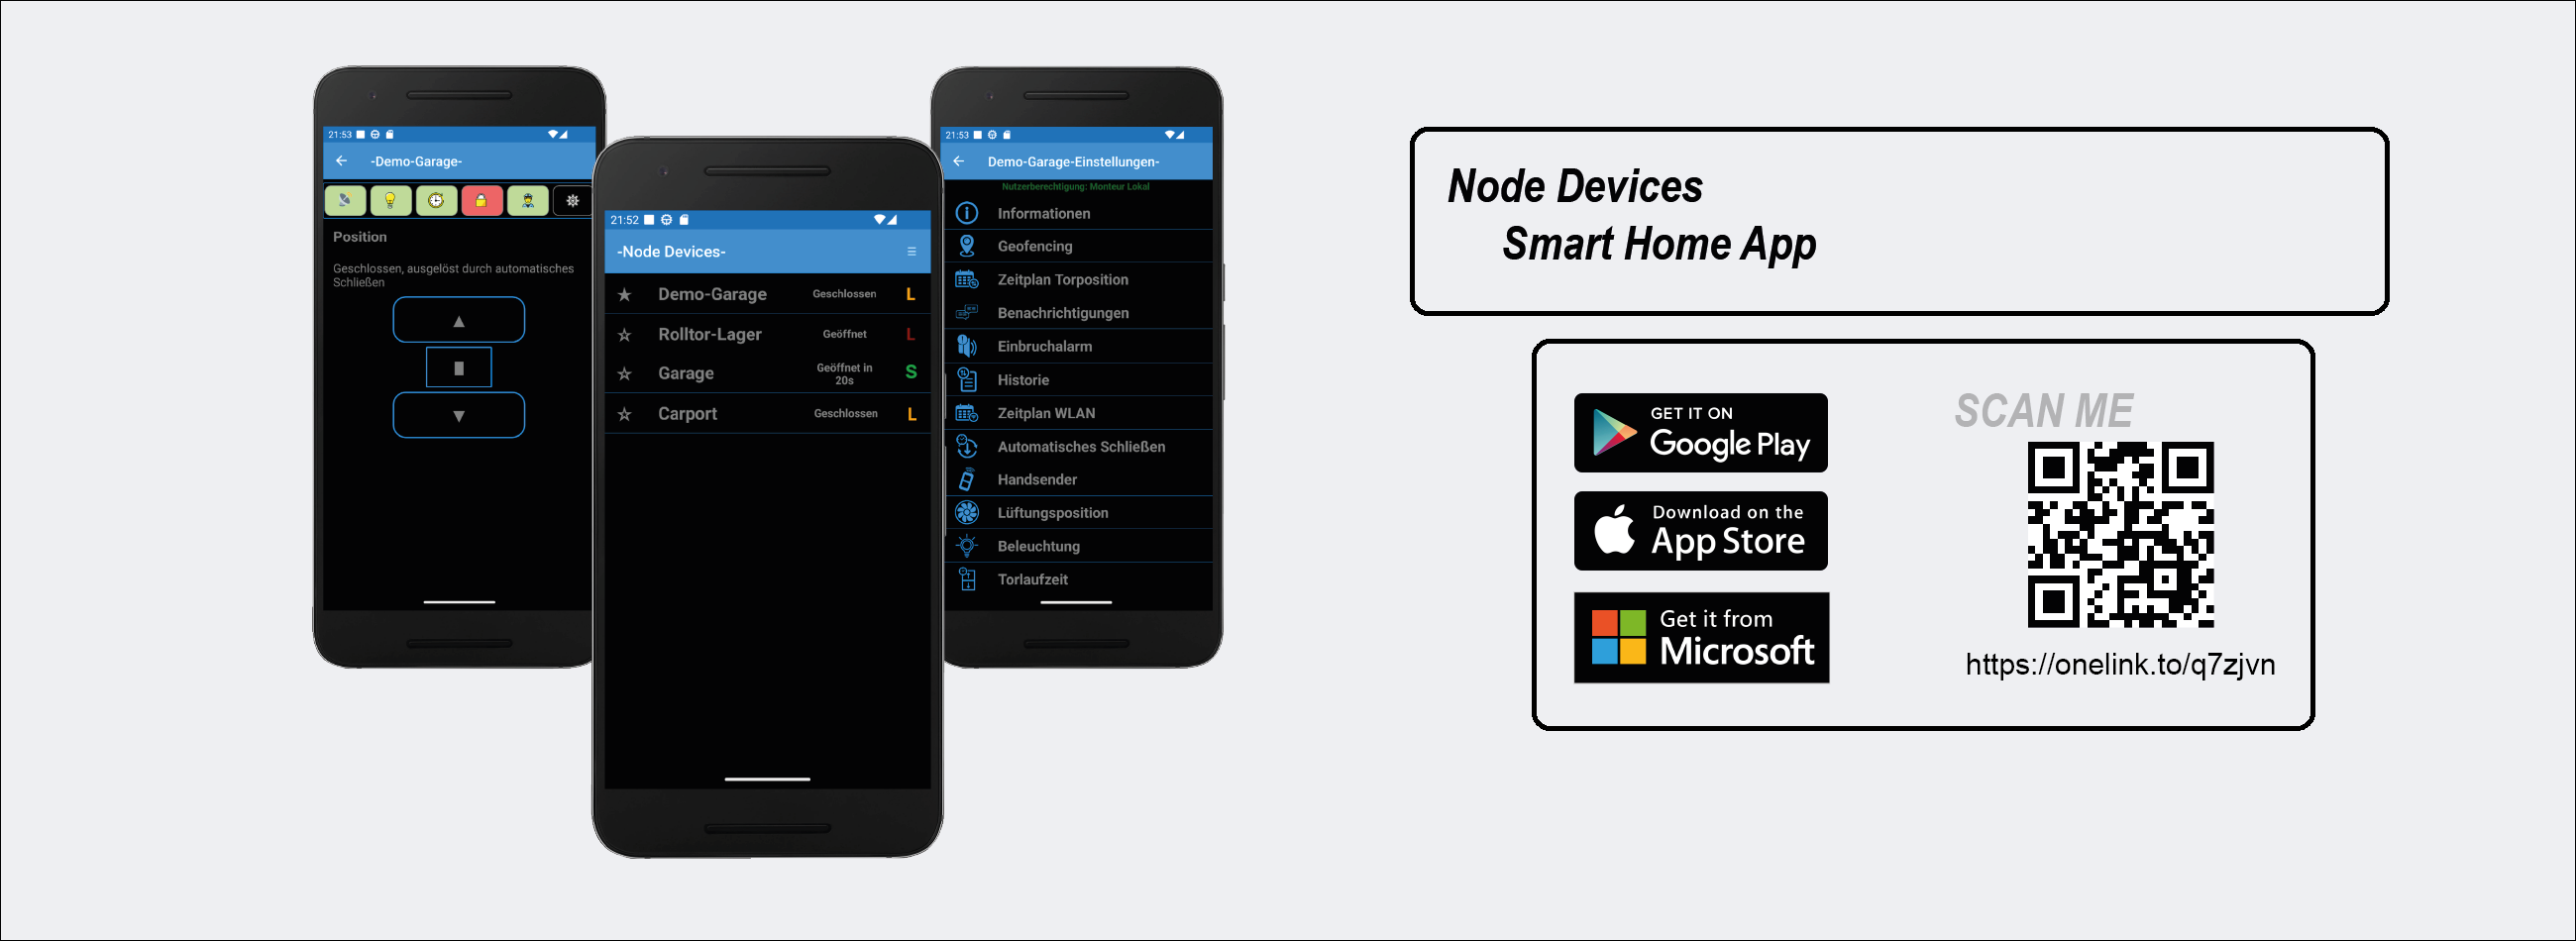 21:53
-Demo-Garage-
Position
Geschlossen, ausgelöst durch automatisches
Schließen
21:52
-Node Devices-
Demo-Garage Geschlossen L
Rolltor-Lager Geöffnet L
Garage Geöffnet in 20s S
Carport Geschlossen L
21:53
Demo-Garage-Einstellungen-
Nutzerberechtigung: Monteur Lokal
Informationen
Geofencing
Zeitplan Torposition
Benachrichtigungen
Einbruchalarm
Historie
Zeitplan WLAN
Automatisches Schließen
Handsender
Lüftungsposition
Beleuchtung
Torlaufzeit
Node Devices
Smart Home App
GET IT ON
Google Play
Download on the
App Store
Get it from
Microsoft
SCAN ME
https://onelink.to/q7zjvn